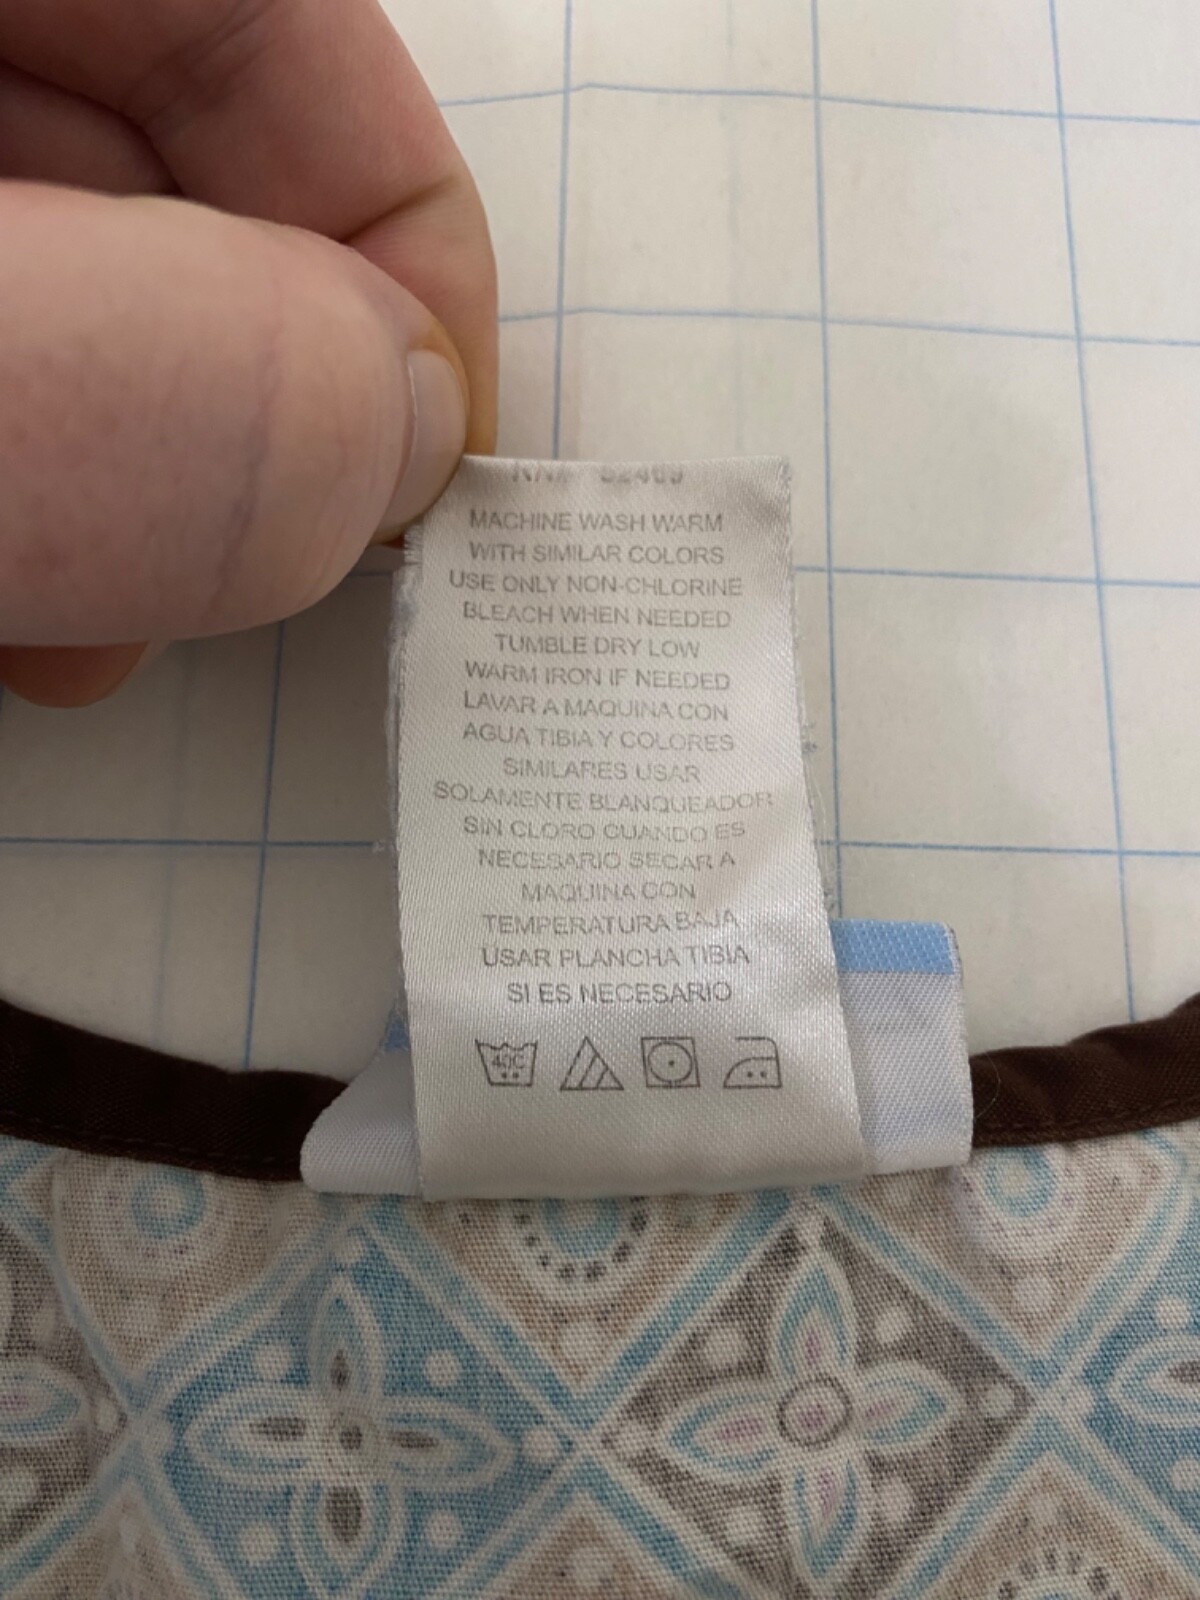 MACHINE WASH WARM
WITH SIMILAR COLORS
USE ONLY NON-CHLORINE
BLEACH WHEN NEEDED
TUMBLE DRY LOW
WARM IRON IF NEEDED
LAVAR A MAQUINA CON
AGUA TIBIA Y COLORES
SIMILARES USAR
SOLAMENTE BLANQUEADOR
SIN CLORO CUANDO ES
NECESARIO SECAR A
MAQUINA CON
TEMPERATURA BAJA
USAR PLANCHA TIBIA
SI ES NECESARIO
40C